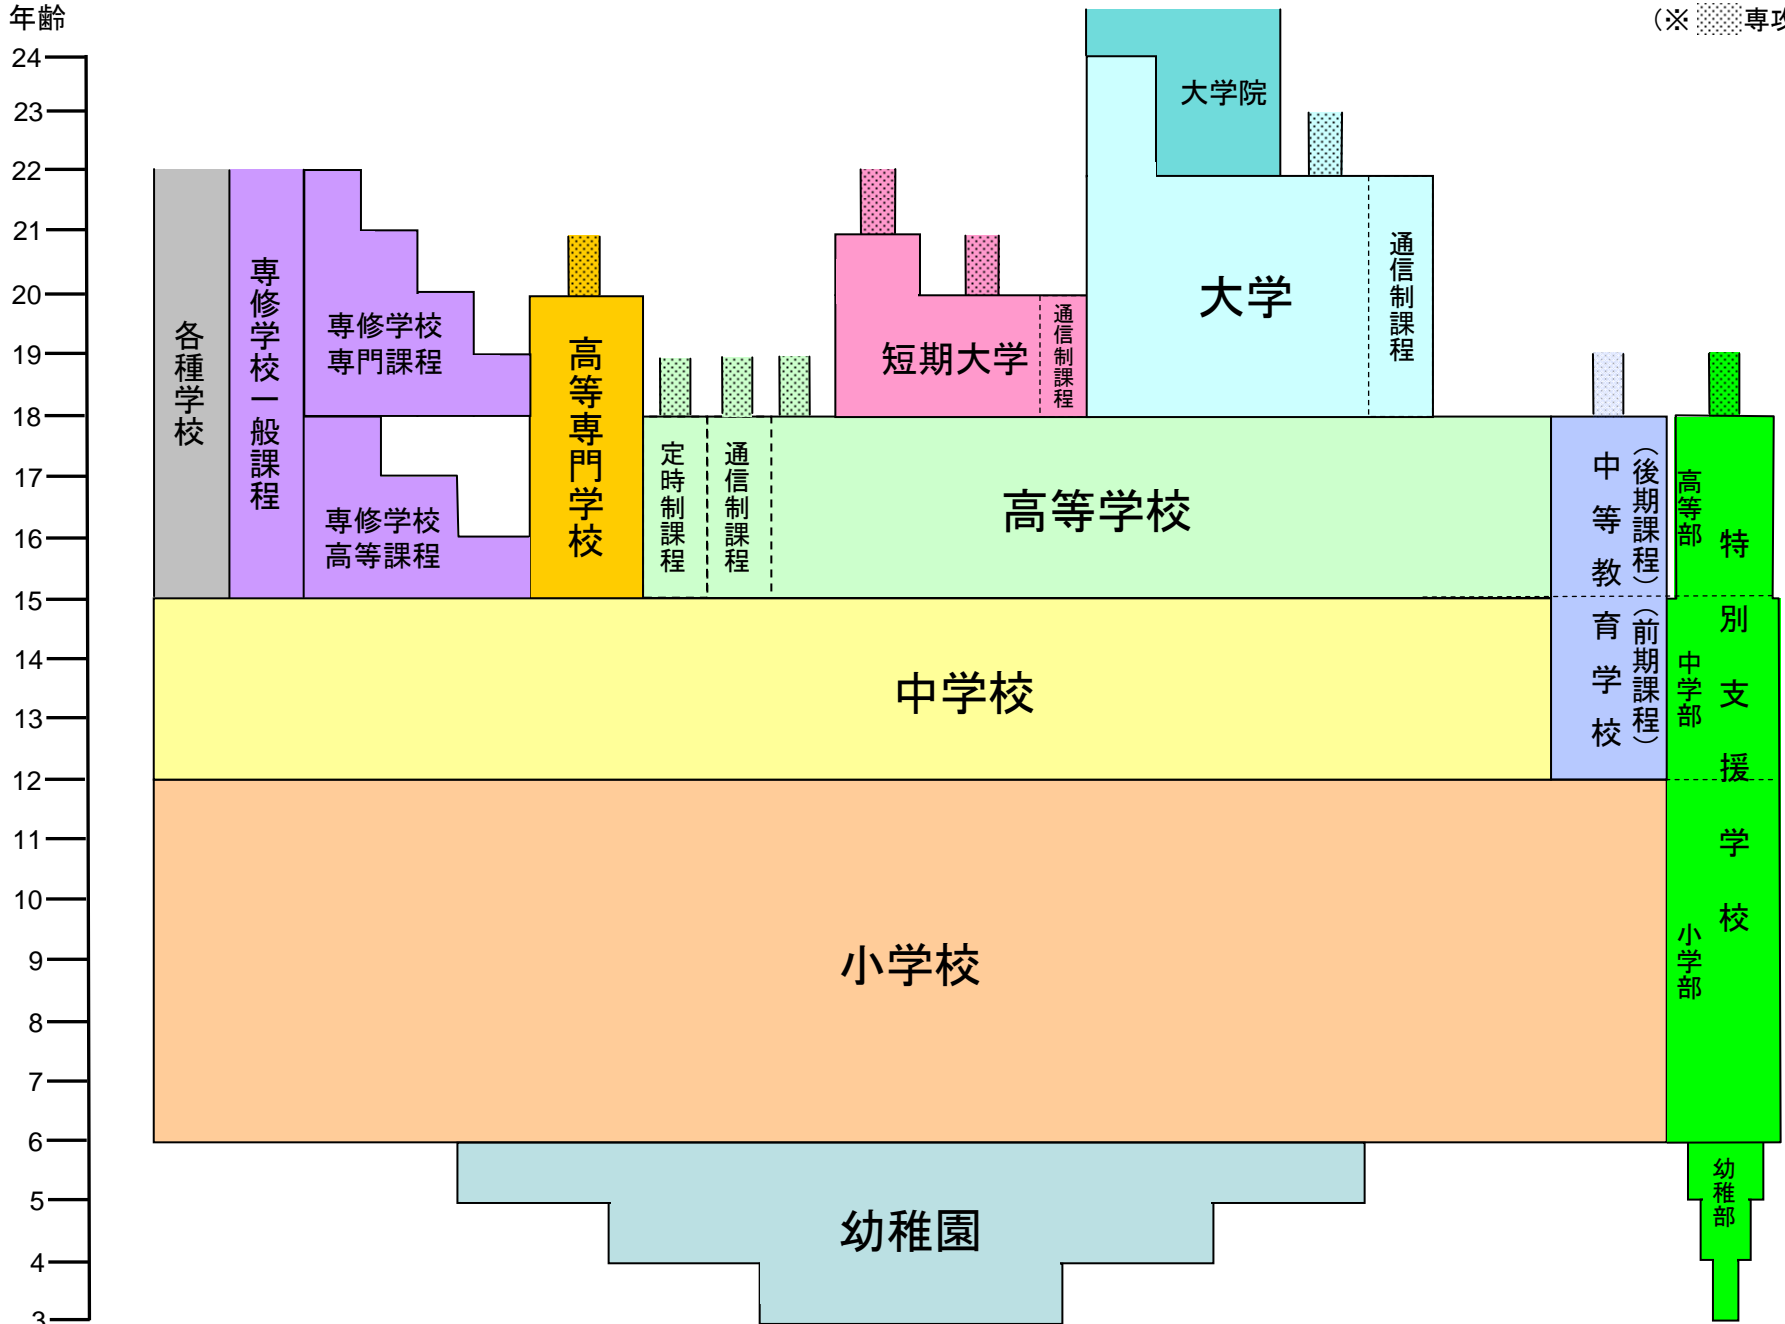 年齢
(※ 専攻
24
23
22
21
20
19
18
17
16
15
14
13
12
11
10
9
8
7
6
5
4
3
大学院
大学
通信制課程
短期大学
通信制課程
各種学校
専修学校一般課程
専修学校
専門課程
専修学校
高等課程
高等専門学校
定時制課程
通信制課程
高等学校
中等教育学校
(後期課程)
(前期課程)
高等部
中学部
小学部
特別支援学校
幼稚部
中学校
小学校
幼稚園